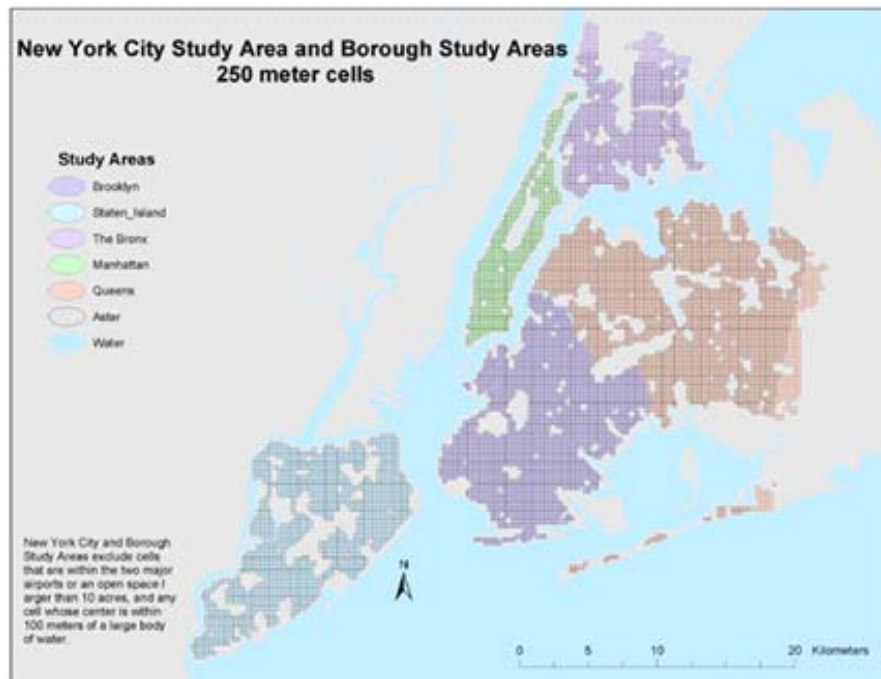 New York City Study Area and Borough Study Areas
250 meter cells
Study Areas
Brooklyn
Staten_Island
The Bronx
Manhattan
Queens
Aster
Water
New York City and Borough
Study Areas exclude cells
that are within the two major
airports or an open space l
arger than 10 acres, and any
cell whose center is within
100 meters of a large body
of water.
N
0 5 10 20 Kilometers